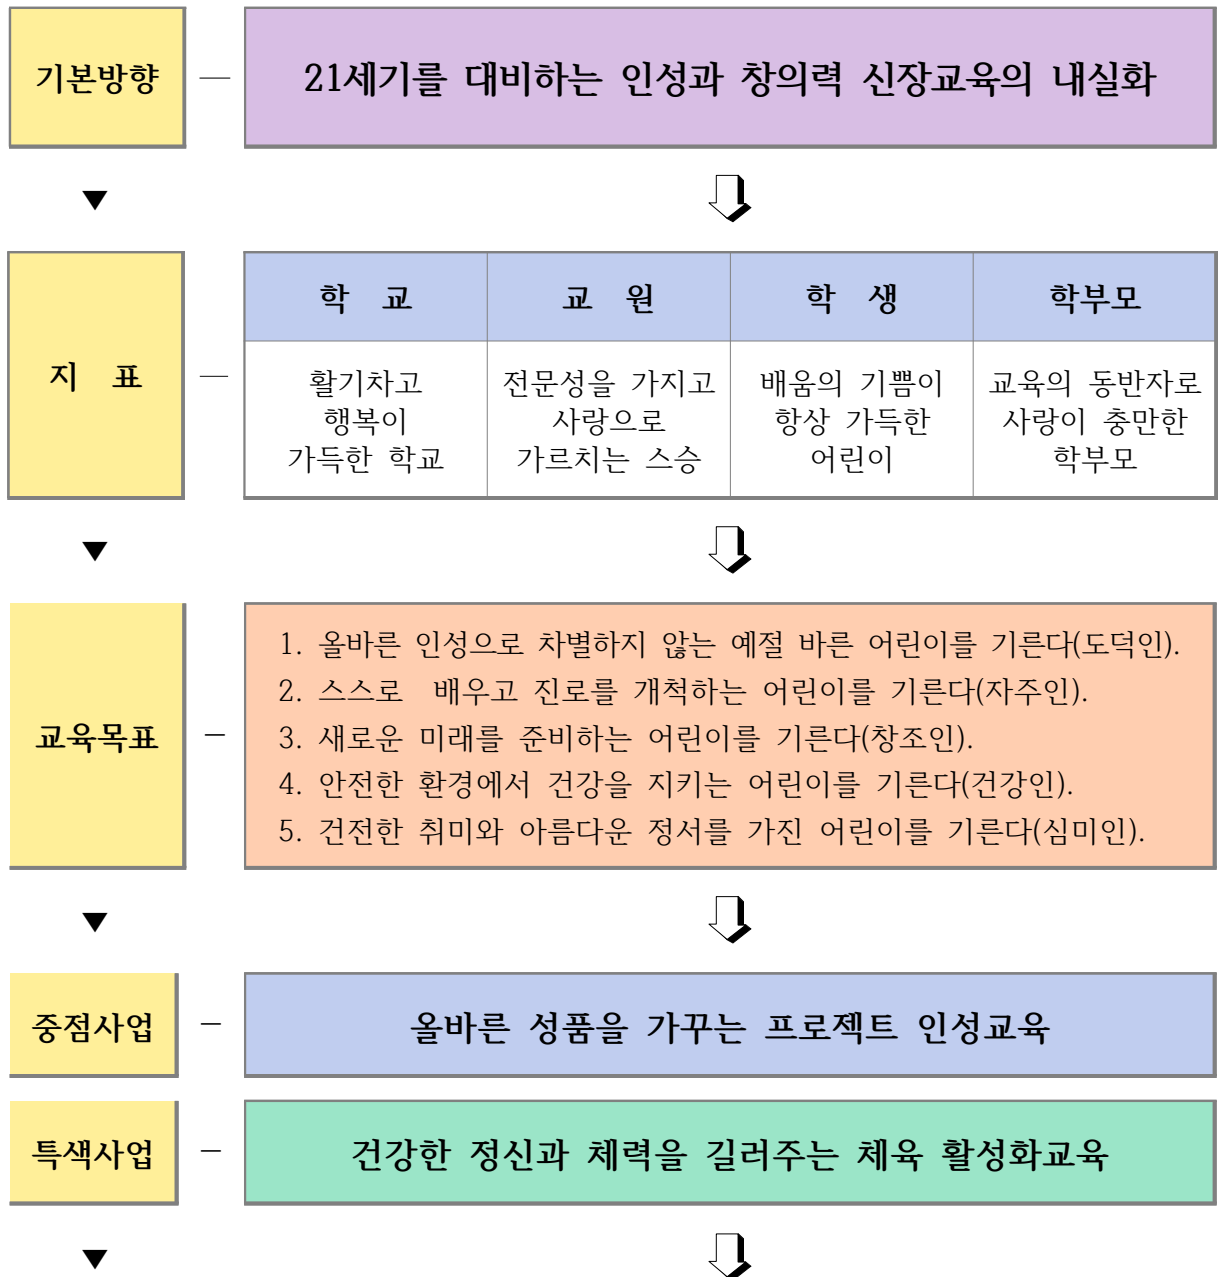 기본방향
21세기를 대비하는 인성과 창의력 신장교육의 내실화
지 표
학 교
교 원
학 생
학부모
활기차고
행복이
가득한 학교
전문성을 가지고
사랑으로
가르치는 스승
배움의 기쁨이
항상 가득한
어린이
교육의 동반자로
사랑이 충만한
학부모
교육목표
1. 올바른 인성으로 차별하지 않는 예절 바른 어린이를 기른다(도덕인).
2. 스스로 배우고 진로를 개척하는 어린이를 기른다(자주인).
3. 새로운 미래를 준비하는 어린이를 기른다(창조인).
4. 안전한 환경에서 건강을 지키는 어린이를 기른다(건강인).
5. 건전한 취미와 아름다운 정서를 가진 어린이를 기른다(심미인).
중점사업
올바른 성품을 가꾸는 프로젝트 인성교육
특색사업
건강한 정신과 체력을 길러주는 체육 활성화교육